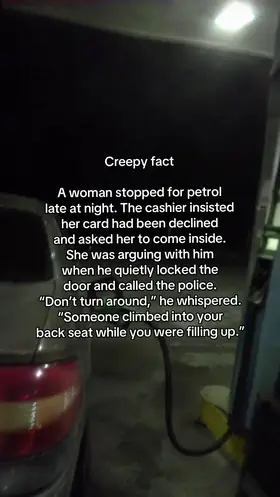 Creepy fact
A woman stopped for petrol
late at night. The cashier insisted
her card had been declined
and asked her to come inside.
She was arguing with him
when he quietly locked the
door and called the police.
“Don’t turn around,” he whispered.
“Someone climbed into your
back seat while you were filling up.”